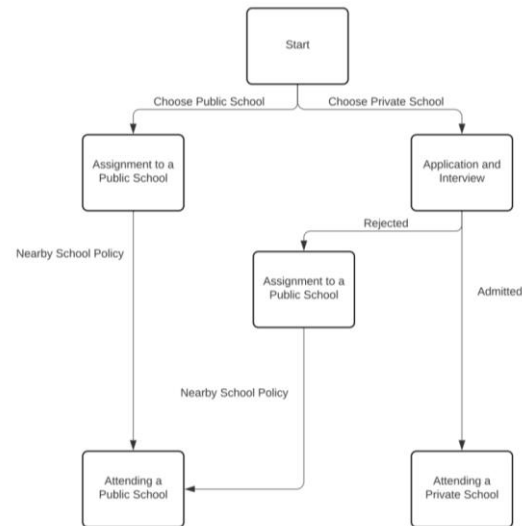 Start
Choose Public School
Choose Private School
Assignment to a
Public School
Application and
Interview
Rejected
Nearby School Policy
Assignment to a
Public School
Admitted
Nearby School Policy
Attending a
Public School
Attending a
Private School